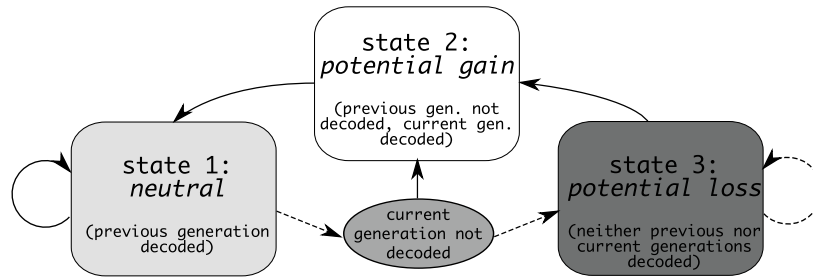 state 2:
potential gain
(previous gen. not
decoded, current gen.
decoded)
state 1:
neutral
(previous generation
decoded)
current
generation not
decoded
state 3:
potential loss
(neither previous nor
current generations
decoded)